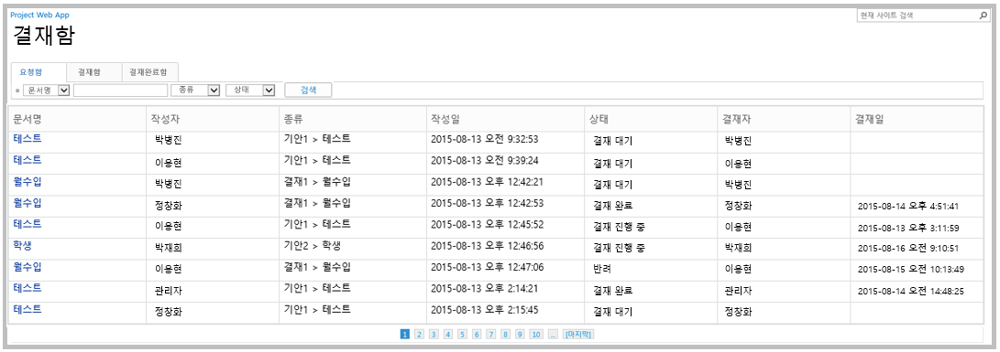 Project Web App
현재 사이트 검색
결재함
요청함 결재함 결재완료함
문서명 종류 상태 검색
문서명 작성자 종류 작성일 상태 결재자 결재일
테스트 박병진 기안1 > 테스트 2015-08-13 오전 9:32:53 결재 대기 박병진
테스트 이용현 기안1 > 테스트 2015-08-13 오전 9:39:24 결재 대기 이용현
월수입 박병진 결재1 > 월수입 2015-08-13 오후 12:42:21 결재 대기 박병진
월수입 정창화 결재1 > 월수입 2015-08-13 오후 12:42:53 결재 완료 정창화 2015-08-14 오후 4:51:41
테스트 이용현 기안1 > 테스트 2015-08-13 오후 12:45:52 결재 진행 중 이용현 2015-08-13 오후 3:11:59
학생 박재희 기안2 > 학생 2015-08-13 오후 12:46:56 결재 진행 중 박재희 2015-08-16 오전 9:10:51
월수입 이용현 결재1 > 월수입 2015-08-13 오후 12:47:06 반려 이용현 2015-08-15 오전 10:13:49
테스트 관리자 기안1 > 테스트 2015-08-13 오후 2:14:21 결재 완료 관리자 2015-08-14 오전 14:48:25
테스트 정창화 기안1 > 테스트 2015-08-13 오후 2:15:45 결재 대기 정창화
1 2 3 4 5 6 7 8 9 10 ... [마지막]